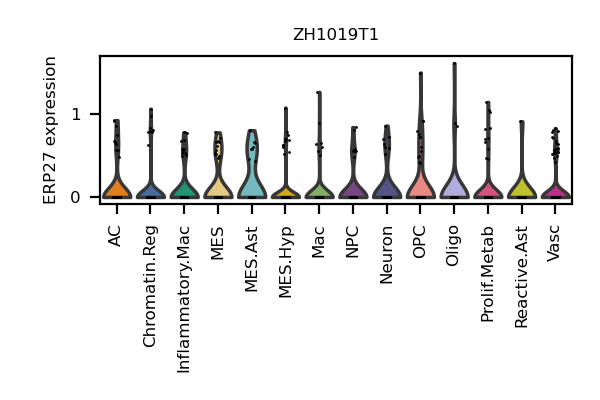 ZH1019T1
ERP27 expression
1
0
AC
Chromatin.Reg
Inflammatory.Mac
MES
MES.Ast
MES.Hyp
Mac
NPC
Neuron
OPC
Oligo
Prolif.Metab
Reactive.Ast
Vasc